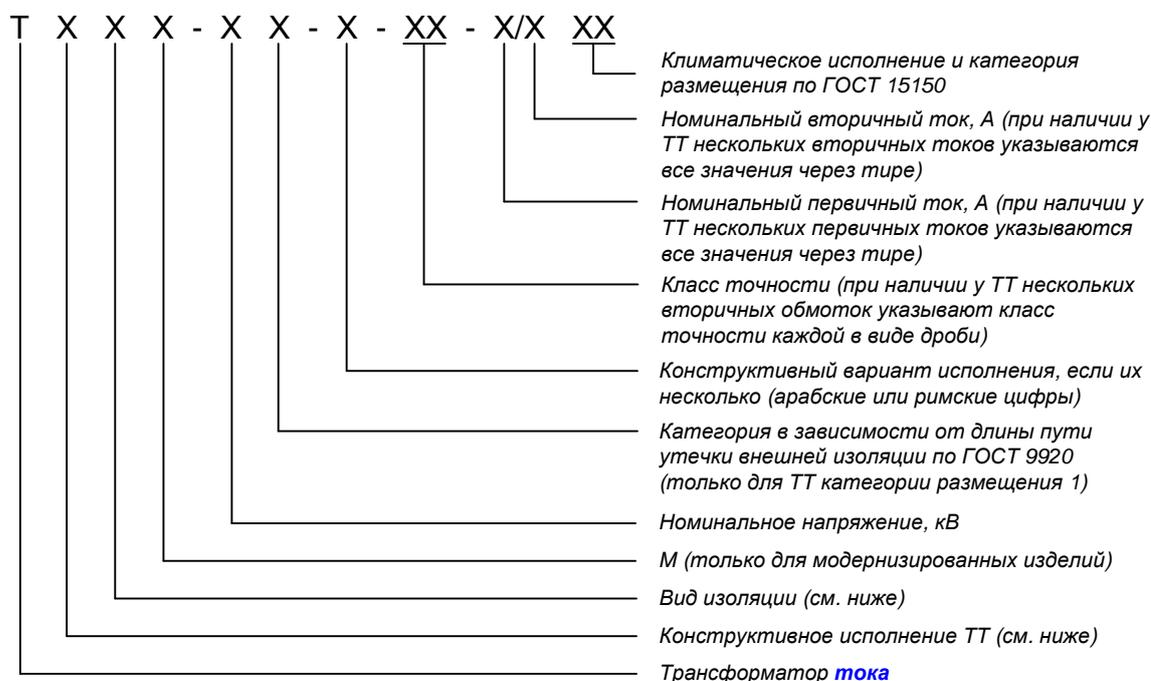 Т Х Х Х - Х Х - Х - ХХ - Х/Х ХХ
Климатическое исполнение и категория
размещения по ГОСТ 15150
Номинальный вторичный ток, А (при наличии у
ТТ нескольких вторичных токов указываются
все значения через тире)
Номинальный первичный ток, А (при наличии у
ТТ нескольких первичных токов указываются
все значения через тире)
Класс точности (при наличии у ТТ нескольких
вторичных обмоток указывают класс
точности каждой в виде дроби)
Конструктивный вариант исполнения, если их
несколько (арабские или римские цифры)
Категория в зависимости от длины пути
утечки внешней изоляции по ГОСТ 9920
(только для ТТ категории размещения 1)
Номинальное напряжение, кВ
М (только для модернизированных изделий)
Вид изоляции (см. ниже)
Конструктивное исполнение ТТ (см. ниже)
Трансформатор тока